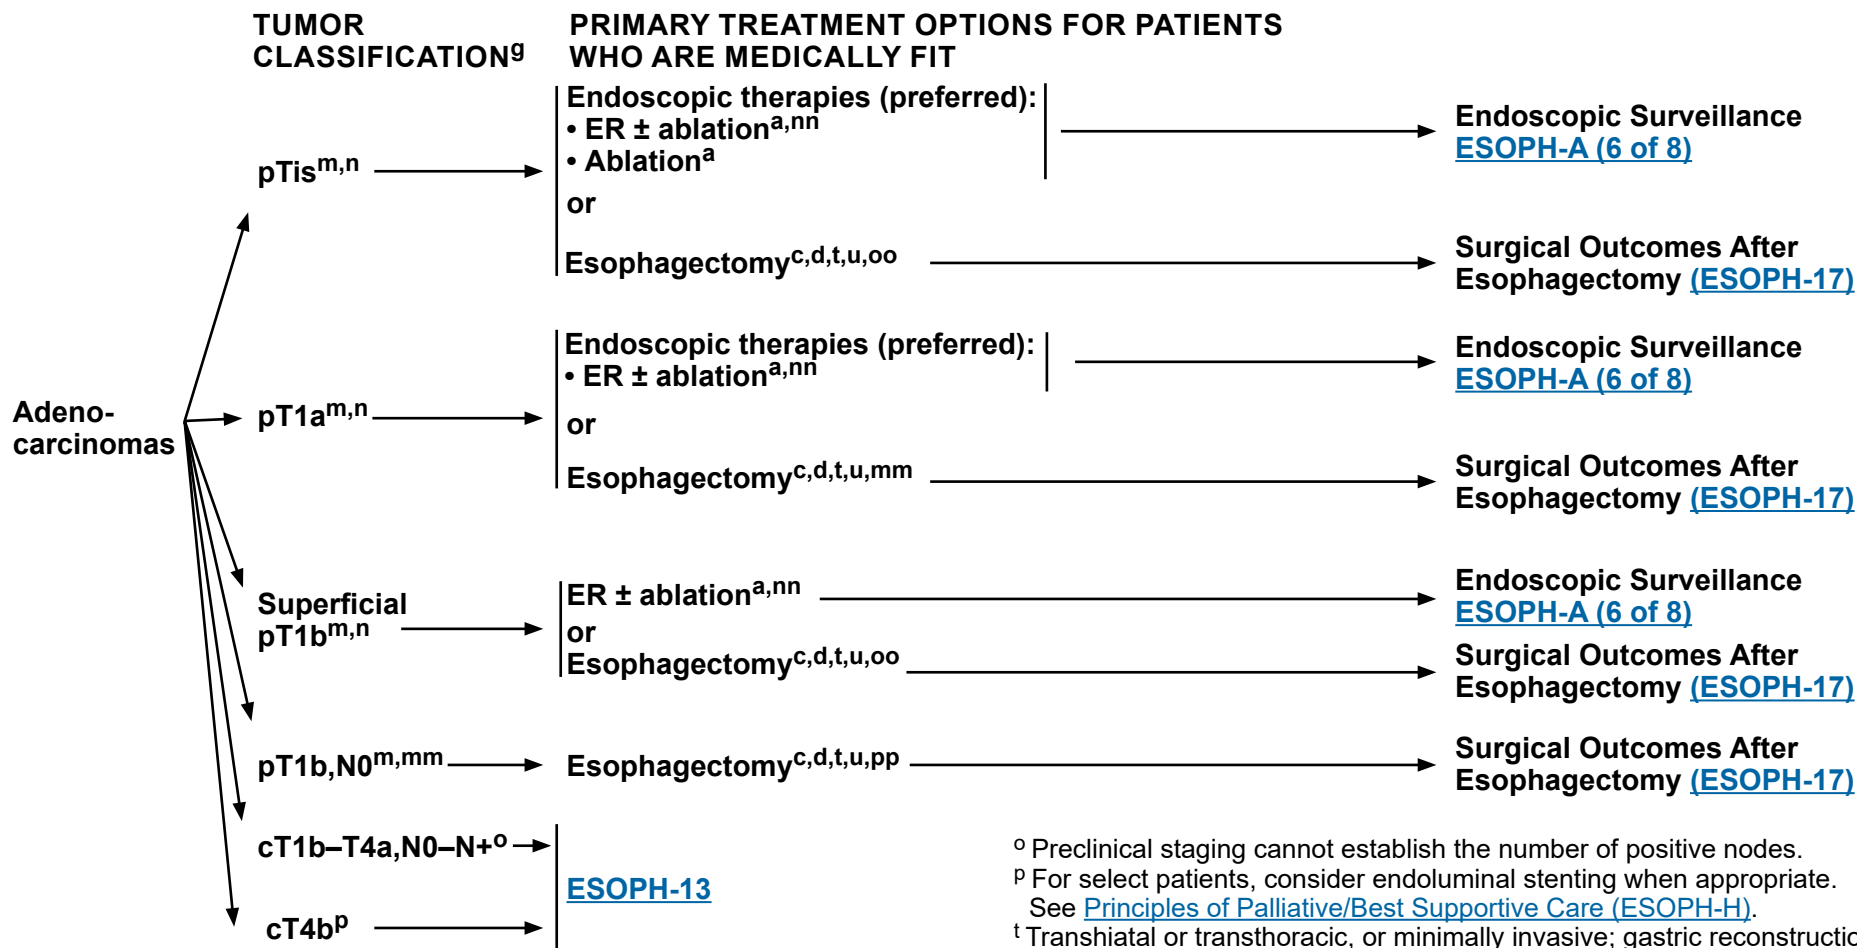 TUMOR
CLASSIFICATIONg
PRIMARY TREATMENT OPTIONS FOR PATIENTS
WHO ARE MEDICALLY FIT
Adeno-
carcinomas
pTism,n
Endoscopic therapies (preferred):
• ER ± ablationa,nn
• Ablationa
or
Esophagectomyc,d,t,u,oo
Endoscopic Surveillance
ESOPH-A (6 of 8)
Surgical Outcomes After
Esophagectomy (ESOPH-17)
pT1am,n
Endoscopic therapies (preferred):
• ER ± ablationa,nn
or
Esophagectomyc,d,t,u,mm
Endoscopic Surveillance
ESOPH-A (6 of 8)
Surgical Outcomes After
Esophagectomy (ESOPH-17)
Superficial
pT1bm,n
ER ± ablationa,nn
or
Esophagectomyc,d,t,u,oo
Endoscopic Surveillance
ESOPH-A (6 of 8)
Surgical Outcomes After
Esophagectomy (ESOPH-17)
pT1b,N0m,mm
Esophagectomyc,d,t,u,pp
Surgical Outcomes After
Esophagectomy (ESOPH-17)
cT1b–T4a,N0–N+o
cT4bp
ESOPH-13
o Preclinical staging cannot establish the number of positive nodes.
p For select patients, consider endoluminal stenting when appropriate.
See Principles of Palliative/Best Supportive Care (ESOPH-H).
t Transhiatal or transthoracic, or minimally invasive; gastric